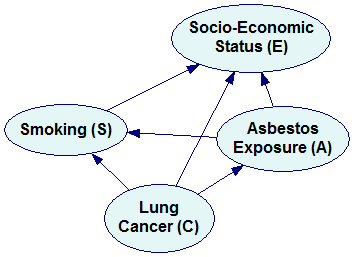 Socio-Economic
Status (E)
Smoking (S)
Asbestos
Exposure (A)
Lung
Cancer (C)